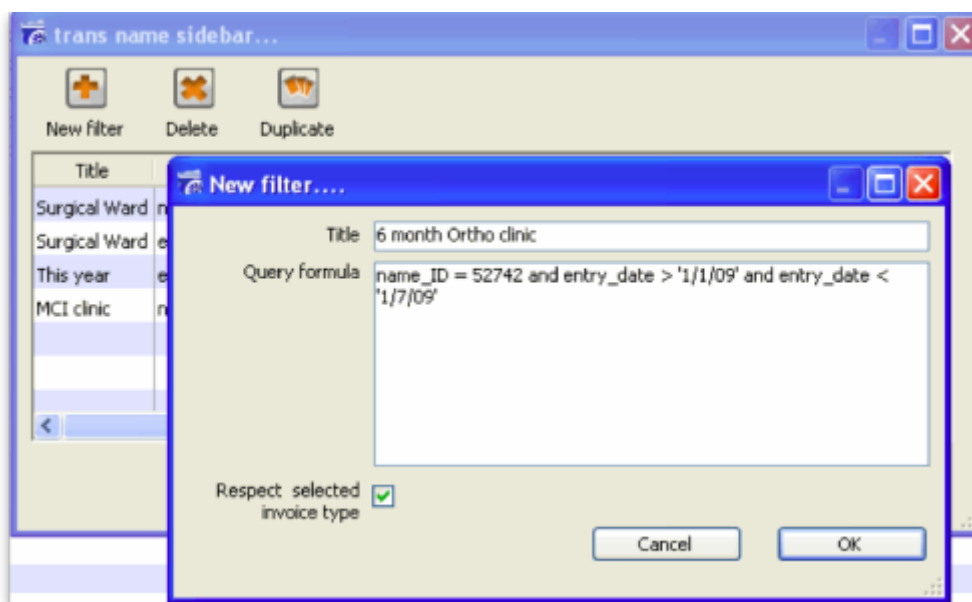 trans name sidebar...
New filter Delete Duplicate
Title
Surgical Ward n
Surgical Ward e
This year e
MCI clinic n
New filter....
Title 6 month Ortho clinic
Query formula name_ID = 52742 and entry_date > '1/1/09' and entry_date <
'1/7/09'
Respect selected
invoice type
Cancel OK